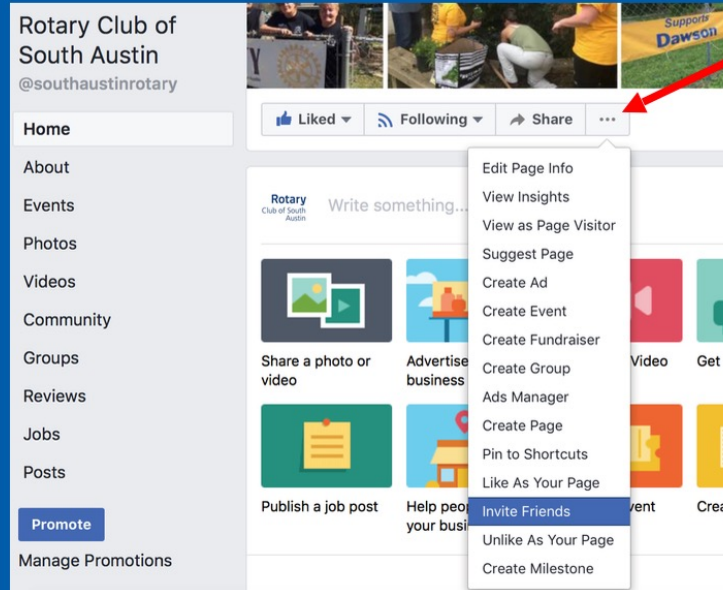 Rotary Club of
South Austin
@southaustinrotary
Home
About
Events
Photos
Videos
Community
Groups
Reviews
Jobs
Posts
Promote
Manage Promotions
Supports
Dawson
Liked
Following
Share
Edit Page Info
View Insights
View as Page Visitor
Suggest Page
Create Ad
Create Event
Create Fundraiser
Create Group
Ads Manager
Create Page
Pin to Shortcuts
Like As Your Page
Invite Friends
Unlike As Your Page
Create Milestone
Rotary
Club of South
Austin
Write something...
Share a photo or
video
Advertise
business
Video
Get
Publish a job post
Help
your